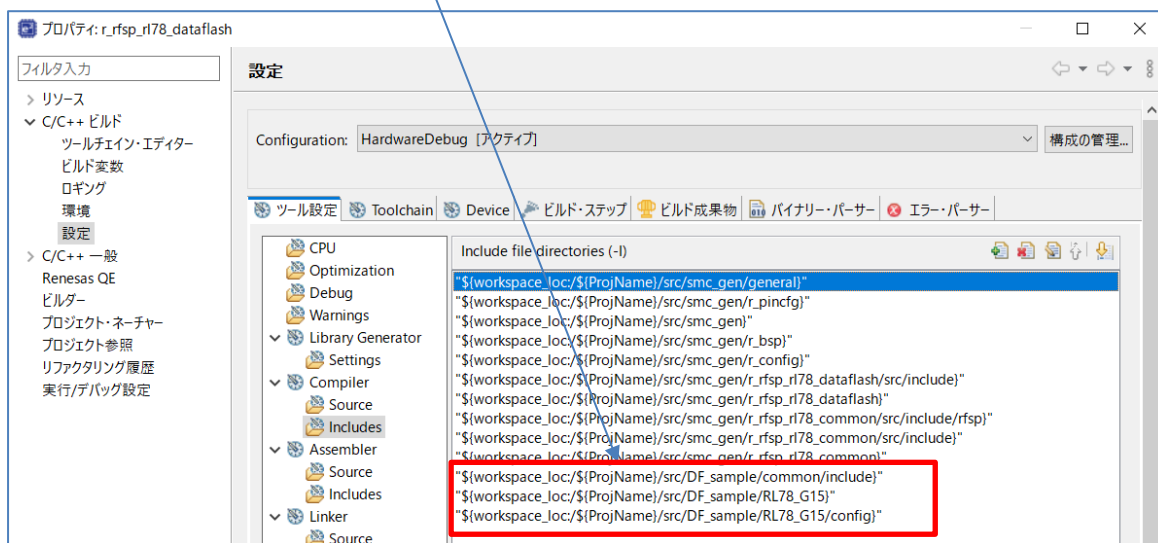 プロパティ: r_rfsp_rl78_dataflash
フィルタ入力
リソース
C/C++ ビルド
ツールチェイン・エディター
ビルド変数
ロギング
環境
設定
C/C++ 一般
Renesas QE
ビルダー
プロジェクト・ネーチャー
プロジェクト参照
リファクタリング履歴
実行/デバッグ設定
設定
Configuration: HardwareDebug [アクティブ] 構成の管理...
ツール設定 Toolchain Device ビルド・ステップ ビルド成果物 バイナリー・パーサー エラー・パーサー
CPU
Optimization
Debug
Warnings
Library Generator
Settings
Compiler
Source
Includes
Assembler
Source
Includes
Linker
Source
Include file directories (-I)
"${workspace_loc:/${ProjName}/src/smc_gen/general}"
"${workspace_loc:/${ProjName}/src/smc_gen/r_pincfg}"
"${workspace_loc:/${ProjName}/src/smc_gen}"
"${workspace_loc:/${ProjName}/src/smc_gen/r_bsp}"
"${workspace_loc:/${ProjName}/src/smc_gen/r_config}"
"${workspace_loc:/${ProjName}/src/smc_gen/r_rfsp_rl78_dataflash/src/include}"
"${workspace_loc:/${ProjName}/src/smc_gen/r_rfsp_rl78_dataflash}"
"${workspace_loc:/${ProjName}/src/smc_gen/r_rfsp_rl78_common/src/include/rfsp}"
"${workspace_loc:/${ProjName}/src/smc_gen/r_rfsp_rl78_common/src/include}"
"${workspace_loc:/${ProjName}/src/smc_gen/r_rfsp_rl78_common}"
"${workspace_loc:/${ProjName}/src/DF_sample/common/include}"
"${workspace_loc:/${ProjName}/src/DF_sample/RL78_G15}"
"${workspace_loc:/${ProjName}/src/DF_sample/RL78_G15/config}"